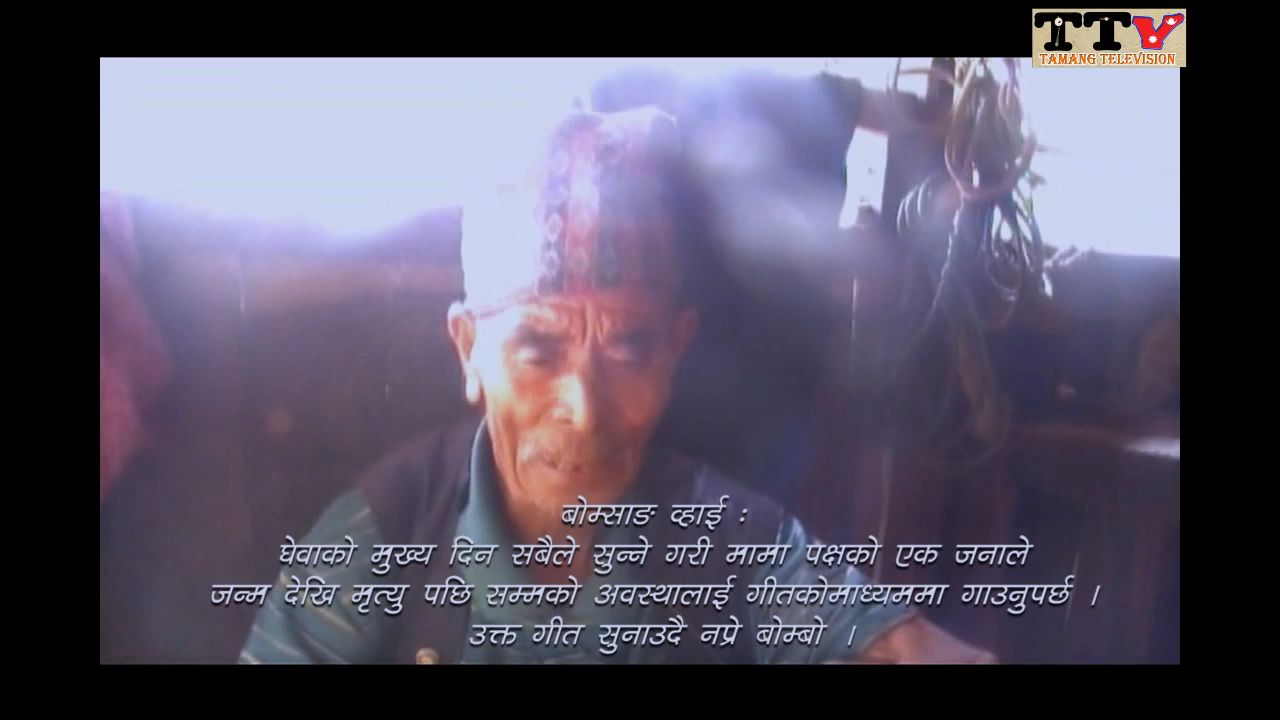 TTV
TAMANG TELEVISION
बोम्साङ व्हाई :
घेवाको मुख्य दिन सबैले सुन्ने गरी मामा पक्षको एक जनाले
जन्म देखि मृत्यु पछि सम्मको अवस्थालाई गीतकोमाध्यममा गाउनुपर्छ ।
उक्त गीत सुनाउदै नप्रे बोम्बो ।